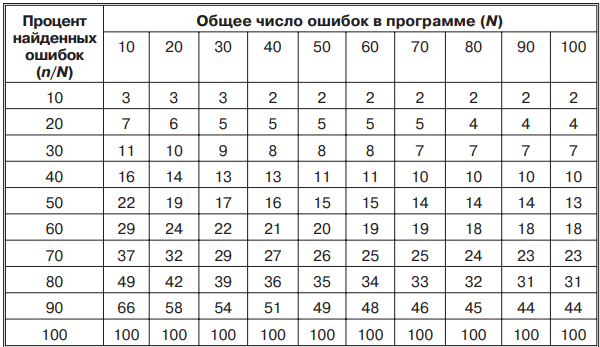 Процент найденных ошибок (n/N) Общее число ошибок в программе (N)
10 20 30 40 50 60 70 80 90 100
10 3 3 3 2 2 2 2 2 2 2
20 7 6 5 5 5 5 5 4 4 4
30 11 10 9 8 8 8 7 7 7 7
40 16 14 13 13 11 11 10 10 10 10
50 22 19 17 16 15 15 14 14 14 13
60 29 24 22 21 20 19 19 18 18 18
70 37 32 29 27 26 25 25 24 23 23
80 49 42 39 36 35 34 33 32 31 31
90 66 58 54 51 49 48 46 45 44 44
100 100 100 100 100 100 100 100 100 100 100